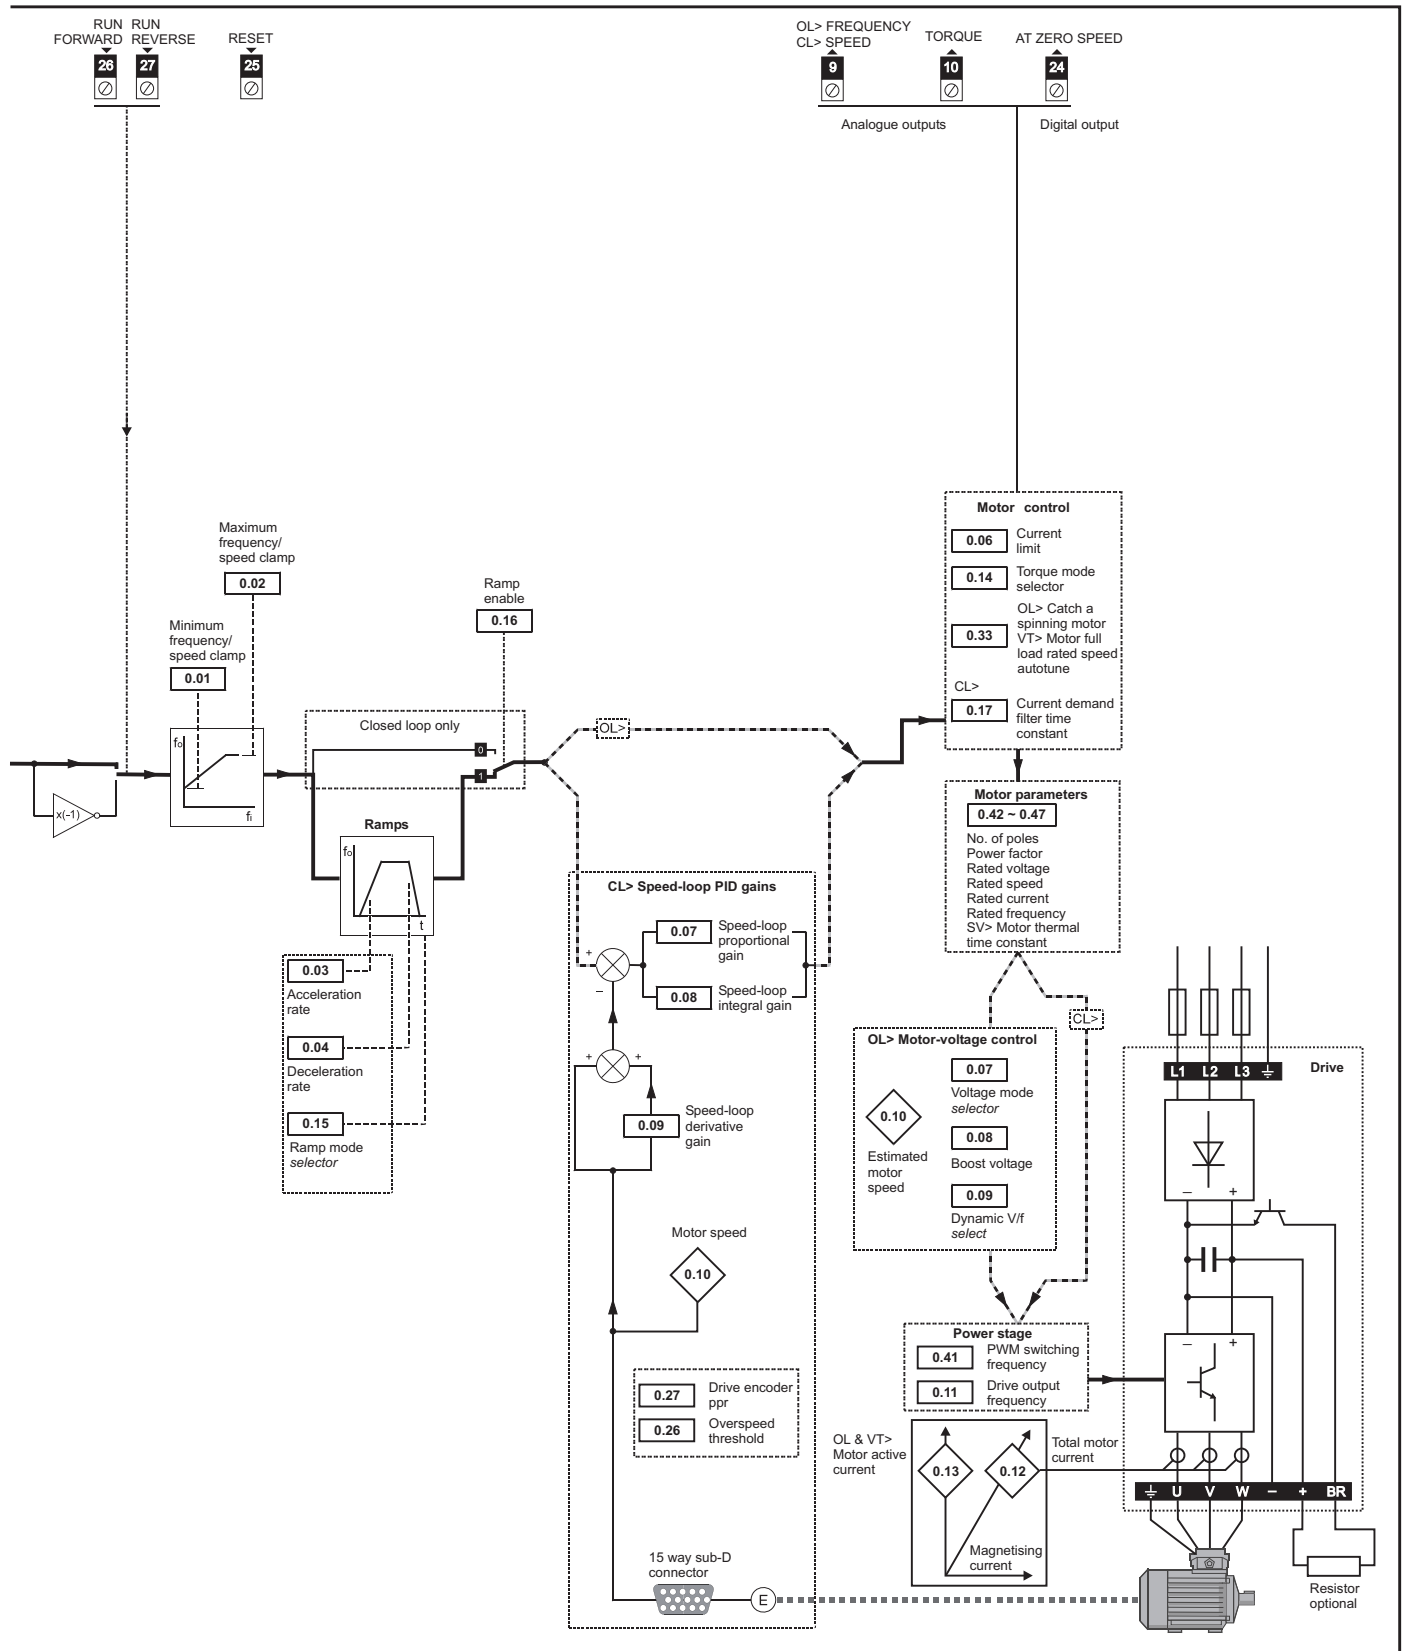 RUN FORWARD
RUN REVERSE
RESET
26
27
25
OL> FREQUENCY
CL> SPEED
TORQUE
AT ZERO SPEED
9
10
24
Analogue outputs
Digital output
Maximum
frequency/
speed clamp
0.02
Minimum
frequency/
speed clamp
0.01
Ramp
enable
0.16
Closed loop only
0
1
OL>
x(-1)
fo
fi
Ramps
fo
t
0.03
Acceleration
rate
0.04
Deceleration
rate
0.15
Ramp mode
selector
CL> Speed-loop PID gains
0.07
Speed-loop
proportional
gain
0.08
Speed-loop
integral gain
+
–
+
+
0.09
Speed-loop
derivative
gain
Motor speed
0.10
0.27
Drive encoder
ppr
0.26
Overspeed
threshold
15 way sub-D
connector
E
Motor control
0.06
Current
limit
0.14
Torque mode
selector
0.33
OL> Catch a
spinning motor
VT> Motor full
load rated speed
autotune
CL>
0.17
Current demand
filter time
constant
Motor parameters
0.42 ~ 0.47
No. of poles
Power factor
Rated voltage
Rated speed
Rated current
Rated frequency
SV> Motor thermal
time constant
CL>
OL> Motor-voltage control
0.07
Voltage mode
selector
0.10
Estimated
motor
speed
0.08
Boost voltage
0.09
Dynamic V/f
select
Power stage
0.41
PWM switching
frequency
0.11
Drive output
frequency
OL & VT>
Motor active
current
0.13
0.12
Total motor
current
Magnetising
current
L1 L2 L3
Drive
– +
– +
U V W – + BR
Resistor
optional